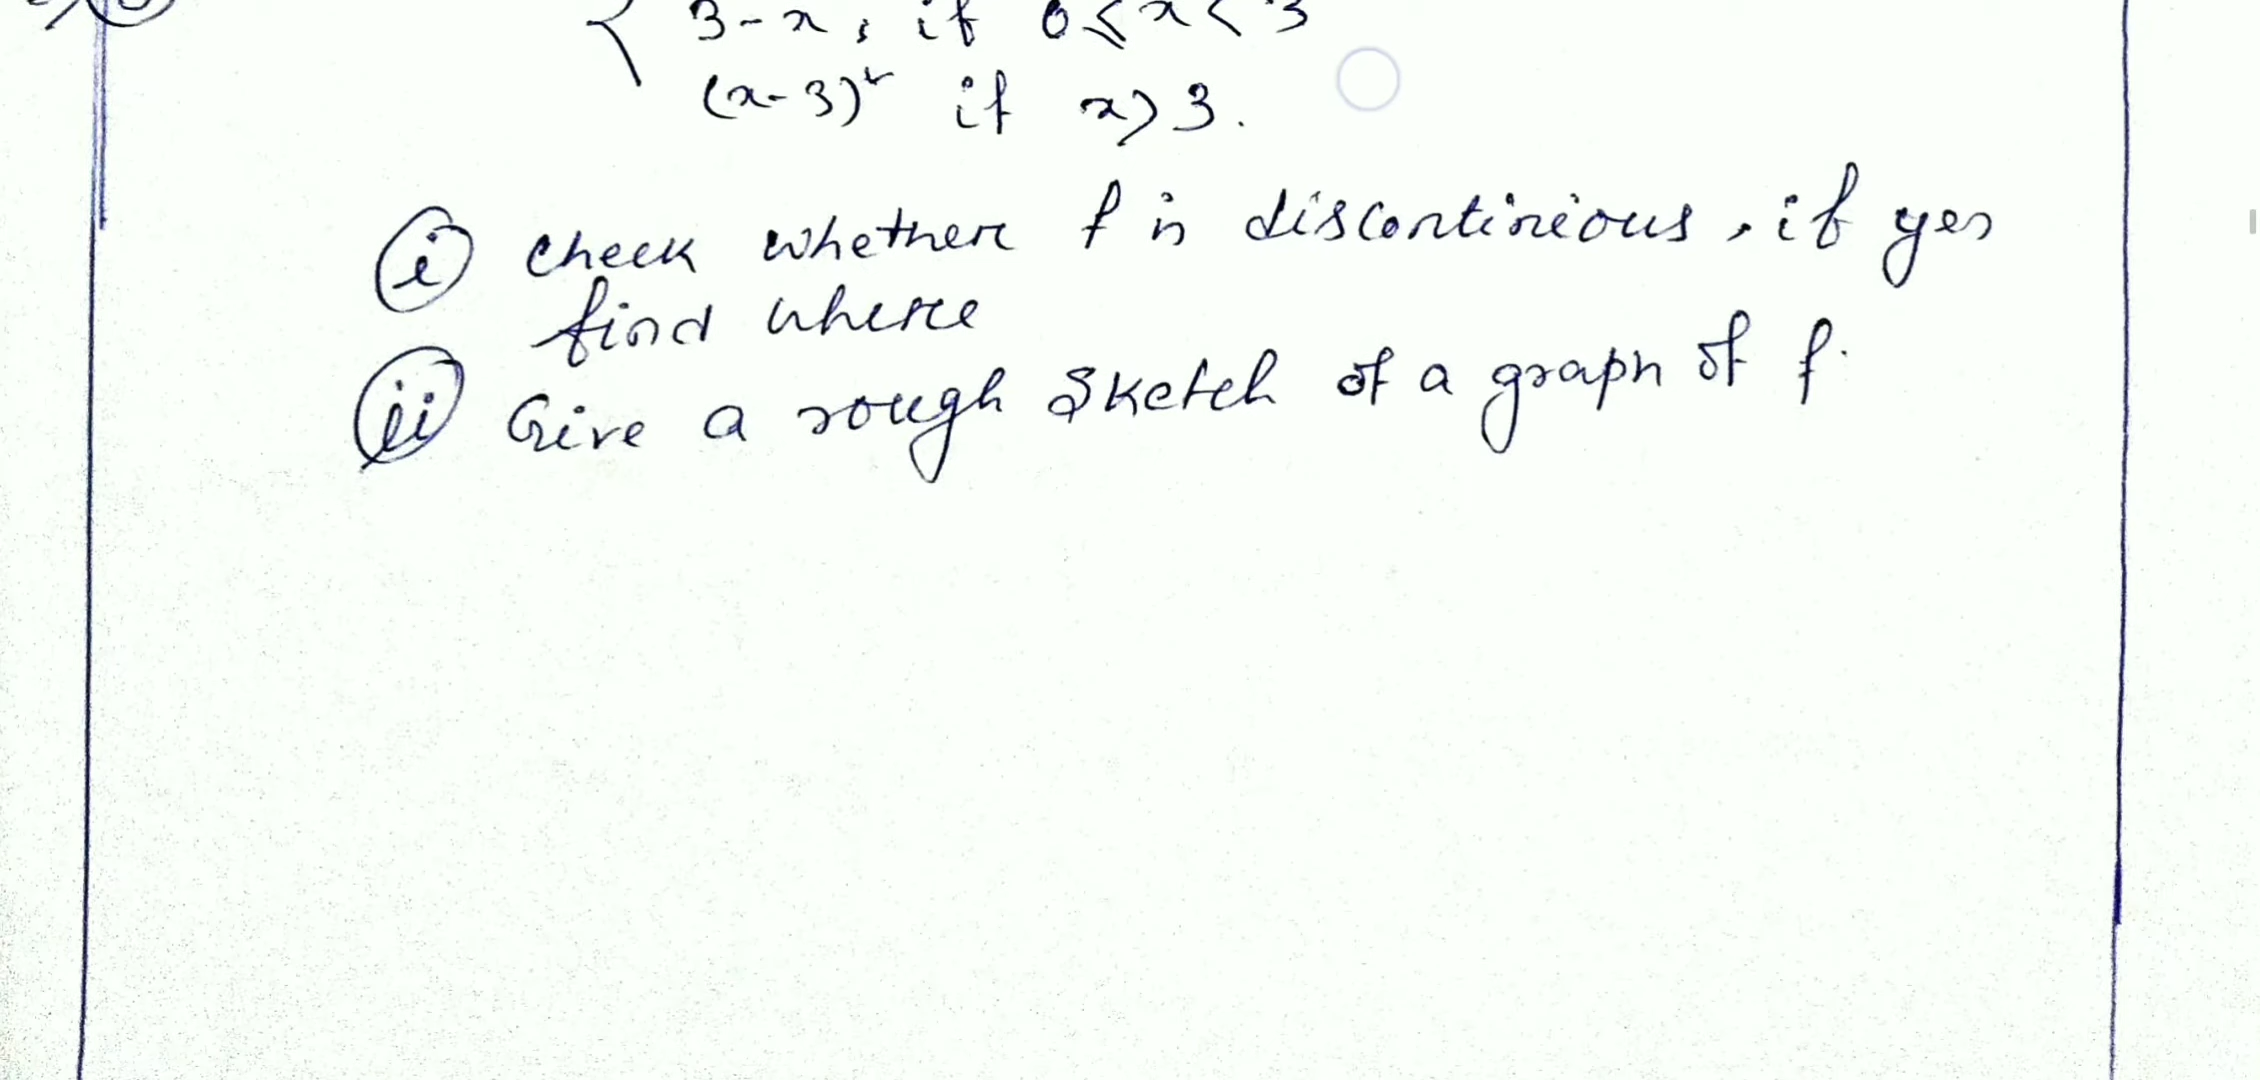 3-x, if 0≤x<3
(x-3)² if x>3.
(i) check whether f is discontineous, if yes
find where
(ii) Give a rough sketch of a graph of f.